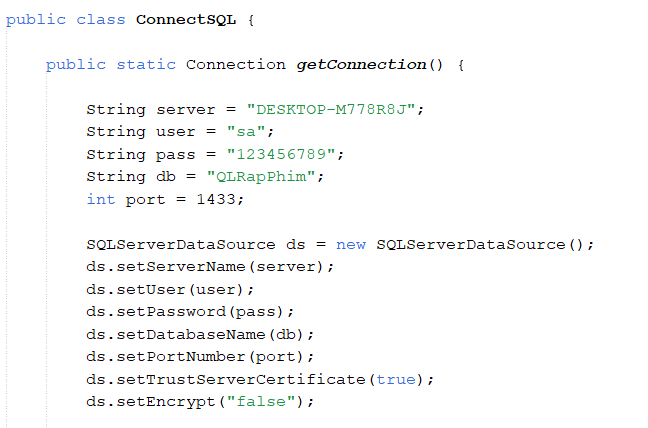 public class ConnectSQL {
public static Connection getConnection() {
String server = "DESKTOP-M778R8J";
String user = "sa";
String pass = "123456789";
String db = "QLRapPhim";
int port = 1433;
SQLServerDataSource ds = new SQLServerDataSource();
ds.setServerName(server);
ds.setUser(user);
ds.setPassword(pass);
ds.setDatabaseName(db);
ds.setPortNumber(port);
ds.setTrustServerCertificate(true);
ds.setEncrypt("false");